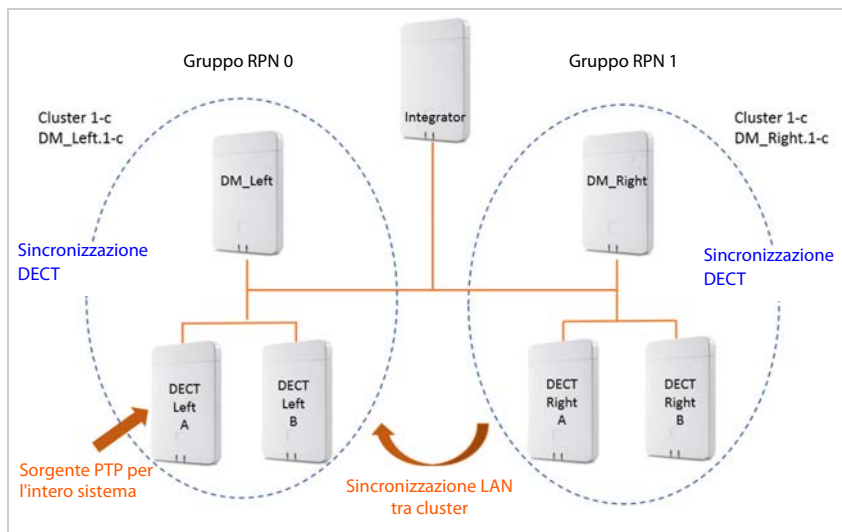 Gruppo RPN 0
Gruppo RPN 1
Integrator
Cluster 1-c
DM_Left.1-c
Cluster 1-c
DM_Right.1-c
DM_Left
DM_Right
Sincronizzazione
DECT
Sincronizzazione
DECT
DECT
Left
A
DECT
Left
B
DECT
Right
A
DECT
Right
B
Sorgente PTP per
l'intero sistema
Sincronizzazione LAN
tra cluster